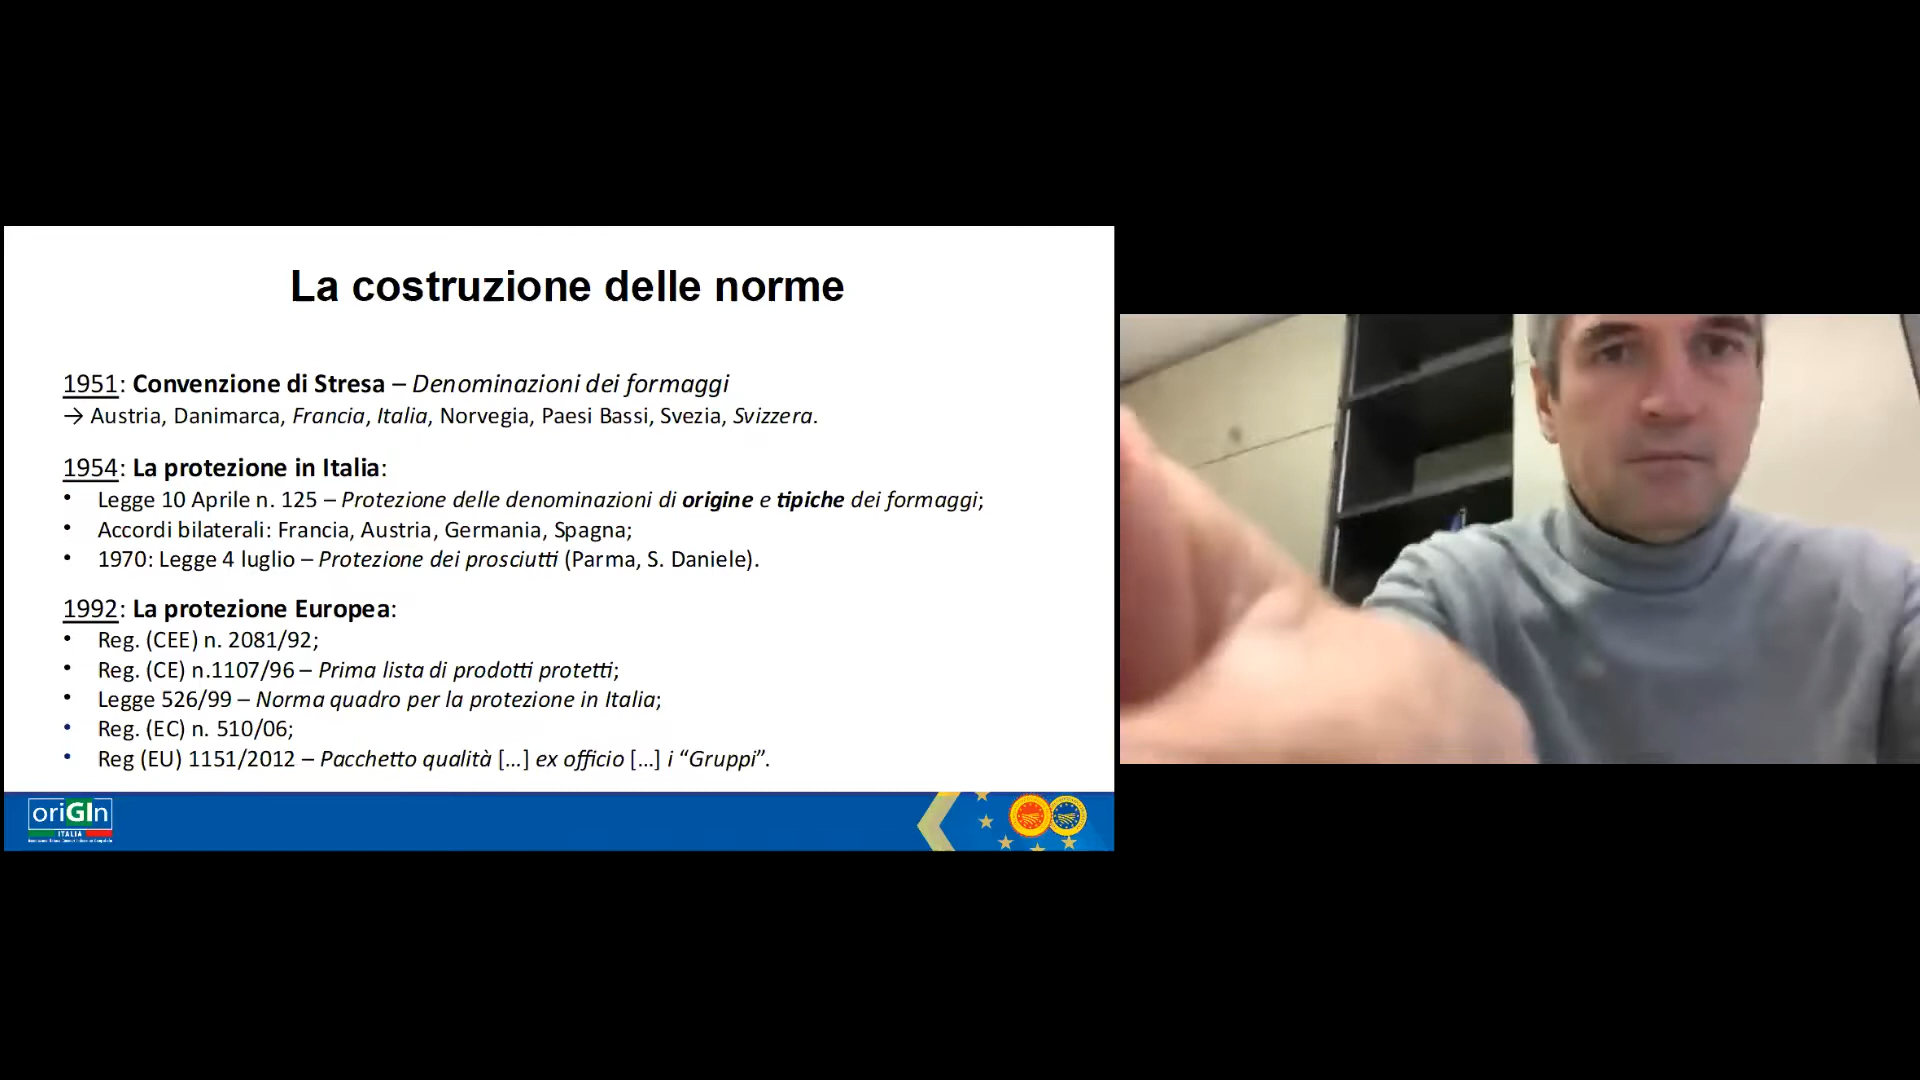 La costruzione delle norme
1951: Convenzione di Stresa – Denominazioni dei formaggi
→ Austria, Danimarca, Francia, Italia, Norvegia, Paesi Bassi, Svezia, Svizzera.
1954: La protezione in Italia:
• Legge 10 Aprile n. 125 – Protezione delle denominazioni di origine e tipiche dei formaggi;
• Accordi bilaterali: Francia, Austria, Germania, Spagna;
• 1970: Legge 4 luglio – Protezione dei prosciutti (Parma, S. Daniele).
1992: La protezione Europea:
• Reg. (CEE) n. 2081/92;
• Reg. (CE) n.1107/96 – Prima lista di prodotti protetti;
• Legge 526/99 – Norma quadro per la protezione in Italia;
• Reg. (EC) n. 510/06;
• Reg (EU) 1151/2012 – Pacchetto qualità [...] ex officio [...] i “Gruppi”.
oriGIn
ITALIA